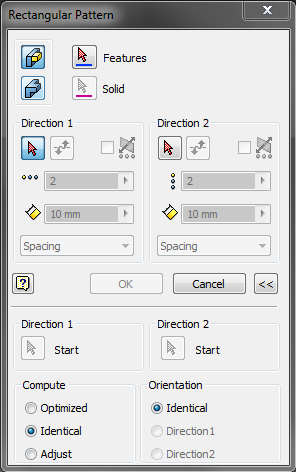 Rectangular Pattern
Features
Solid
Direction 1 Direction 2
2 2
10 mm 10 mm
Spacing Spacing
? OK Cancel <<
Direction 1 Direction 2
Start Start
Compute Orientation
Optimized Identical
Identical Direction1
Adjust Direction2